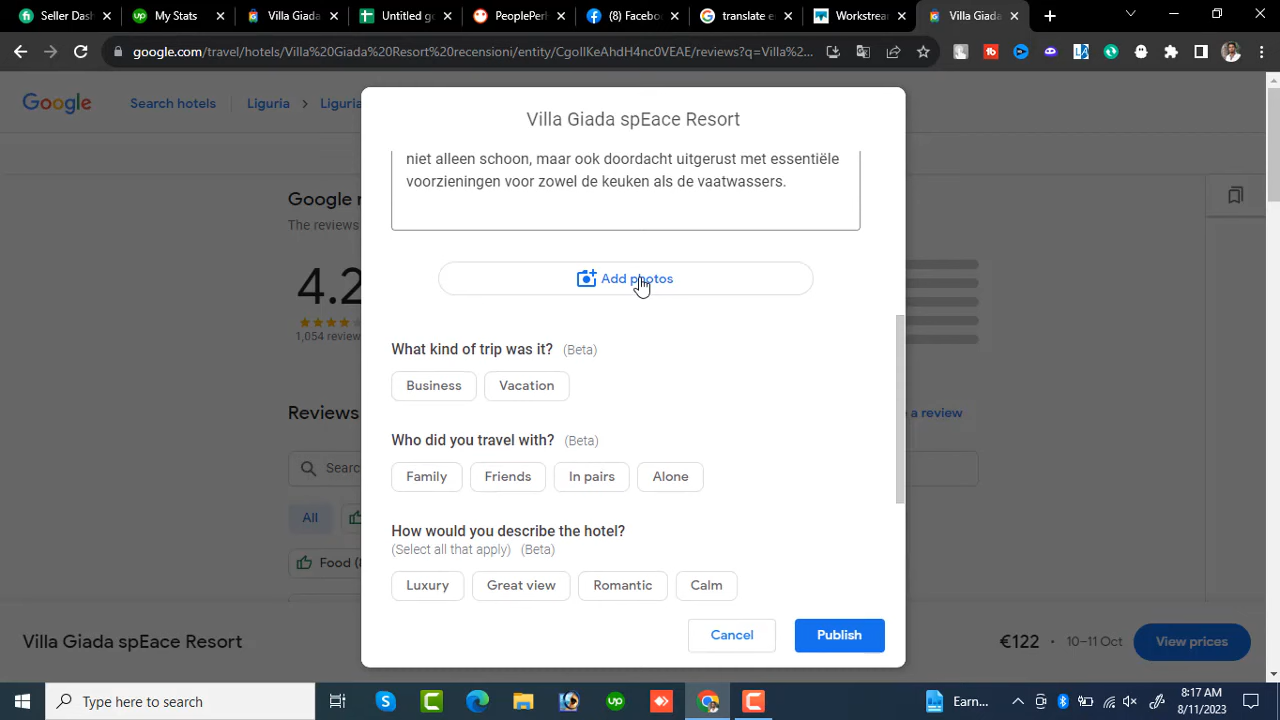 Seller Dash
My Stats
Villa Giada
Untitled go
PeoplePerH
(Facebo
translate e
Workstrea
Villa Giada
google.com/travel/hotels/Villa%20Giada%20Resort%20recensioni/entity/CgoIlKeAhdH4nc0VEAE/reviews?q=Villa%2...
Google
Search hotels
Liguria
Liguria
Villa Giada spEace Resort
niet alleen schoon, maar ook doordacht uitgerust met essentiële
voorzieningen voor zowel de keuken als de vaatwassers.
Google r
The reviews
4.2
1,054 review
Add photos
What kind of trip was it? (Beta)
Business
Vacation
Reviews
e a review
Who did you travel with? (Beta)
Searc
Family
Friends
In pairs
Alone
All
How would you describe the hotel?
(Select all that apply) (Beta)
Food (8
Luxury
Great view
Romantic
Calm
Cancel
Publish
Villa Giada spEace Resort
€122 · 10–11 Oct
View prices
Type here to search
Earn...
8:17 AM
8/11/2023